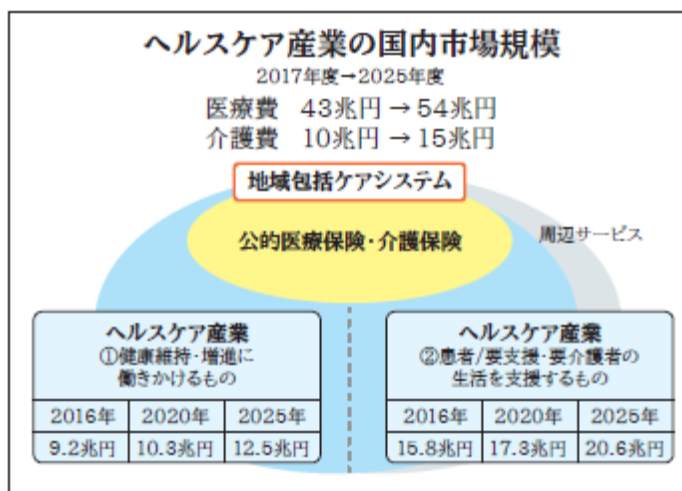 ヘルスケア産業の国内市場規模
2017年度→2025年度
医療費 43兆円 → 54兆円
介護費 10兆円 → 15兆円
地域包括ケアシステム
公的医療保険・介護保険
周辺サービス
ヘルスケア産業
①健康維持・増進に
働きかけるもの
2016年 2020年 2025年
9.2兆円 10.3兆円 12.5兆円
ヘルスケア産業
②患者/要支援・要介護者の
生活を支援するもの
2016年 2020年 2025年
15.8兆円 17.3兆円 20.6兆円